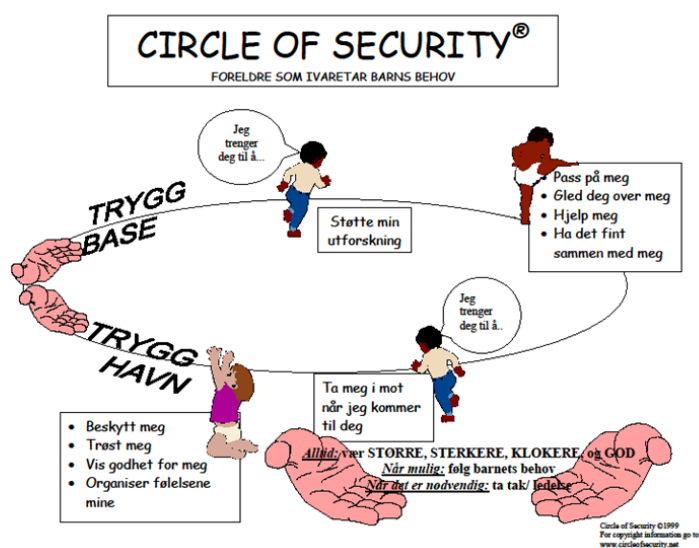 CIRCLE OF SECURITY®
FORELDRE SOM IVARETAR BARNS BEHOV
Jeg
trenger
deg til å...
TRYGG
BASE
Støtte min
utforskning
• Pass på meg
• Gled deg over meg
• Hjelp meg
• Ha det fint
sammen med meg
Jeg
trenger
deg til å..
TRYGG
HAVN
Ta meg i mot
når jeg kommer
til deg
• Beskytt meg
• Trøst meg
• Vis godhet for meg
• Organiser følelsene
mine
Alltid: vær STØRRE, STERKERE, KLOKERE, og GOD
Når mulig: følg barnets behov
Når det er nødvendig: ta tak/ ledelse
Circle of Security ©1999
For copyright information go to
www.circleofsecurity.net